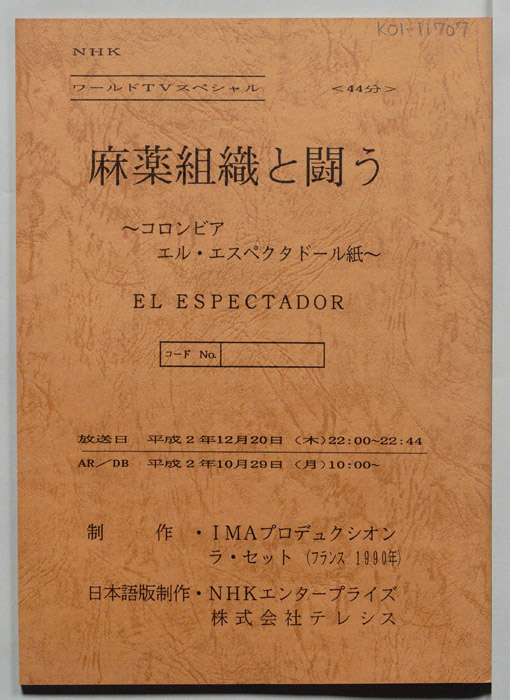 K01-11707
NHK
ワールドTVスペシャル <44分>
麻薬組織と闘う
～コロンビア
エル・エスペクタドール紙～
EL ESPECTADOR
コード No.
放送日 平成2年12月20日(木)22:00~22:44
AR/DB 平成2年10月29日(月)10:00~
制 作・IMAプロデュクシオン
ラ・セット (フランス 1990年)
日本語版制作・NHKエンタープライズ
株式会社テレシス